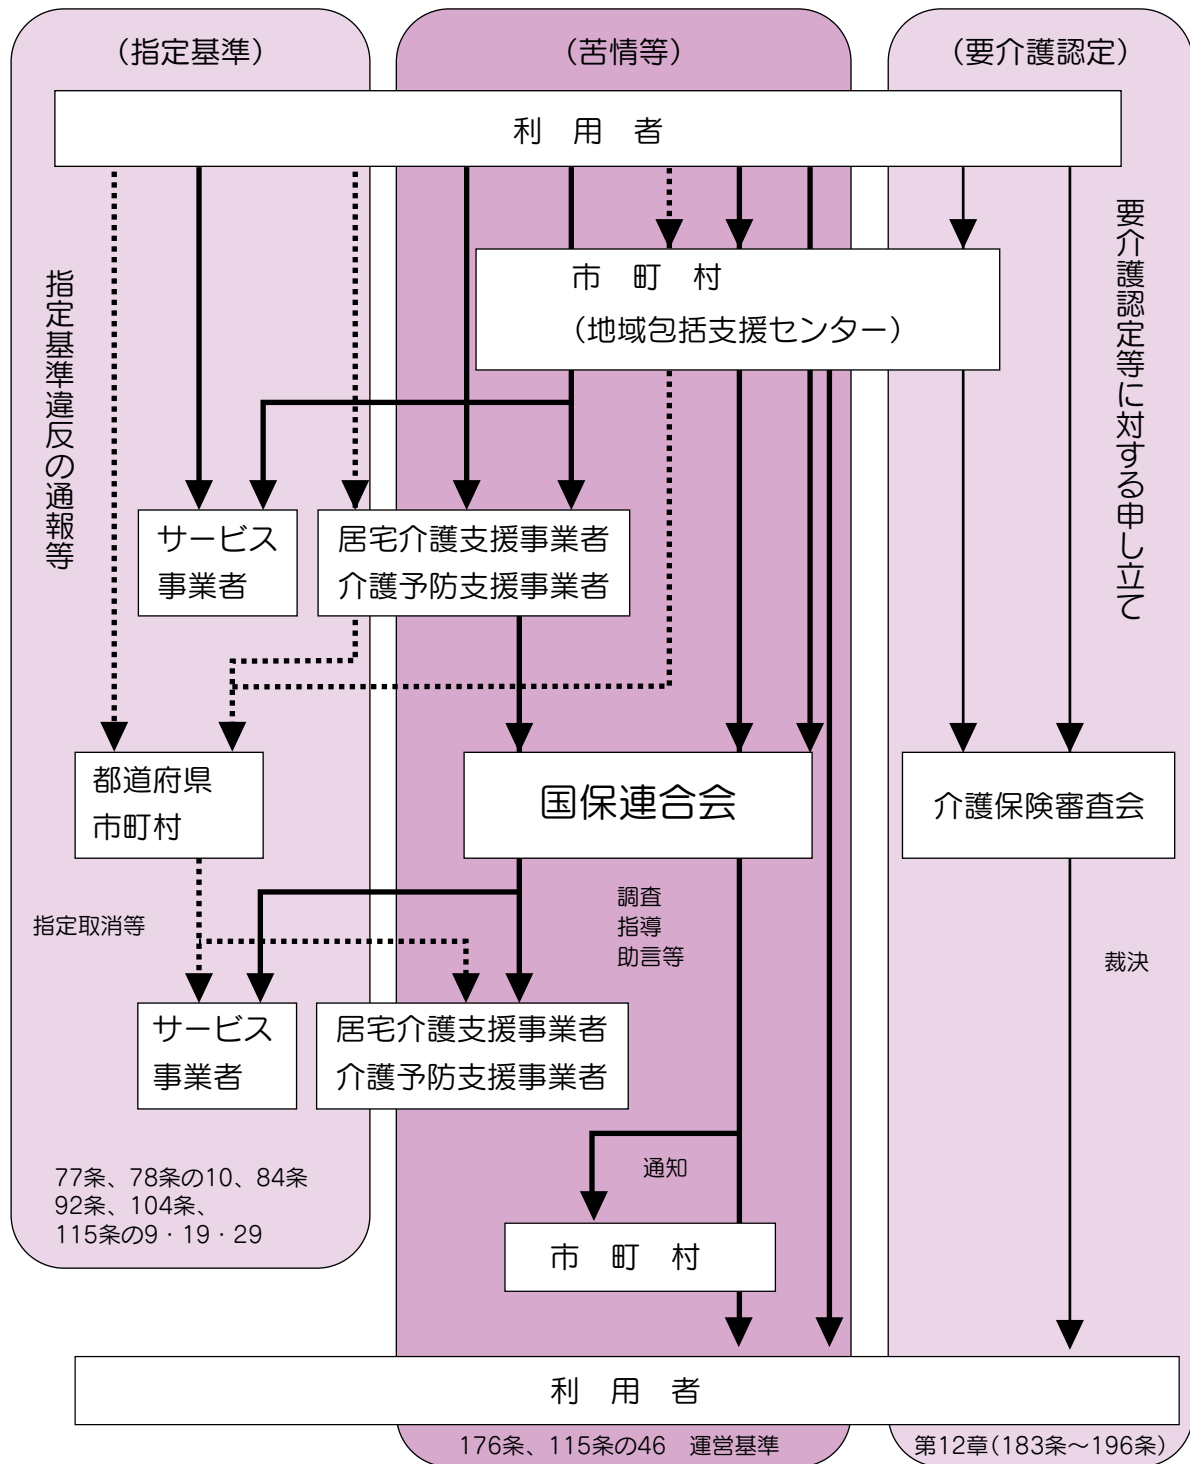 （指定基準）
（苦情等）
（要介護認定）
利　用　者
市　町　村
（地域包括支援センター）
指定基準違反の通報等
要介護認定等に対する申し立て
サービス
事業者
居宅介護支援事業者
介護予防支援事業者
都道府県
市町村
国保連合会
介護保険審査会
指定取消等
調査
指導
助言等
裁決
サービス
事業者
居宅介護支援事業者
介護予防支援事業者
通知
77条、78条の10、84条
92条、104条、
115条の9・19・29
市　町　村
利　用　者
176条、115条の46　運営基準
第12章(183条～196条)